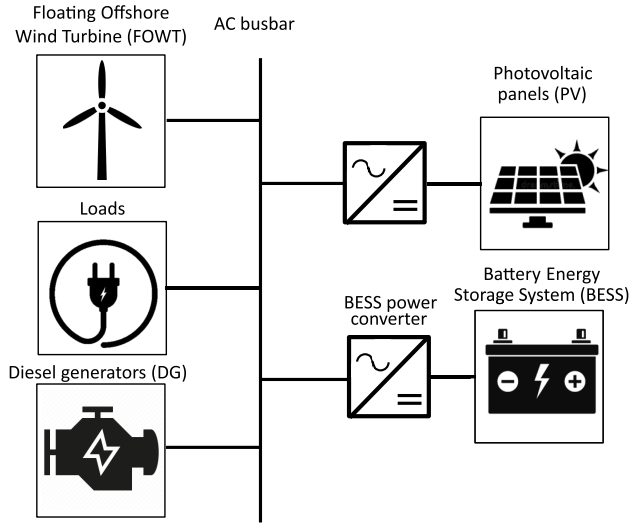 Floating Offshore
Wind Turbine (FOWT)
AC busbar
Photovoltaic
panels (PV)
Loads
Battery Energy
Storage System (BESS)
BESS power
converter
Diesel generators (DG)